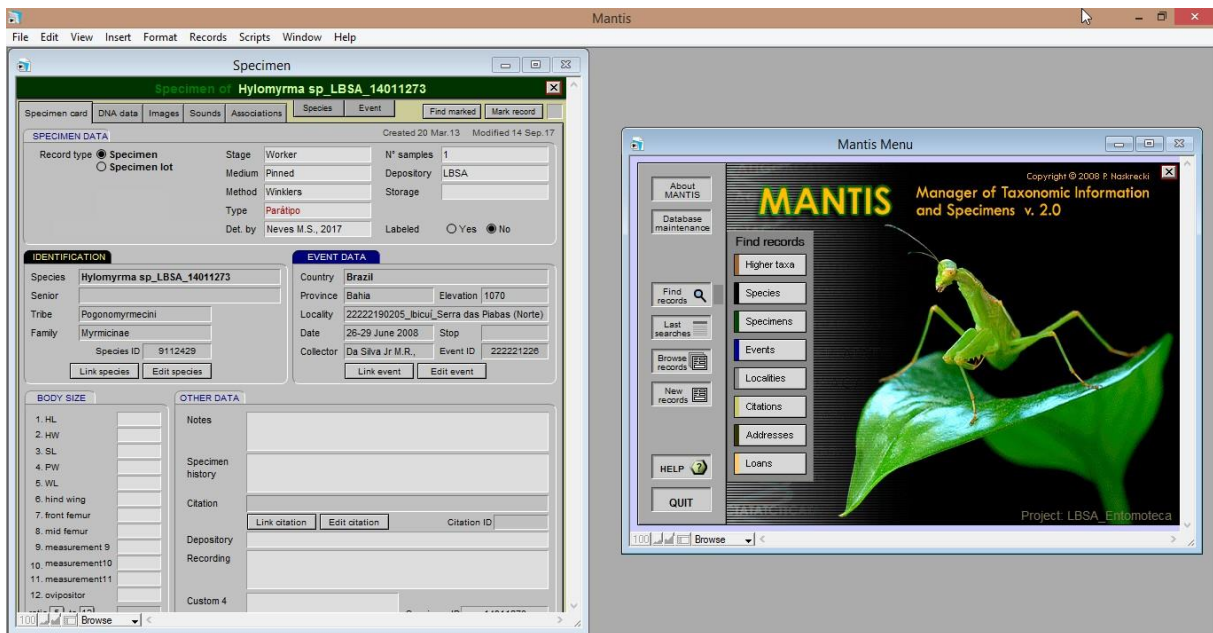 Mantis
File Edit View Insert Format Records Scripts Window Help
Specimen
Specimen of Hylomyrma sp_LBSA_14011273
Specimen card DNA data Images Sounds Associations Species Event Find marked Mark record
SPECIMEN DATA Created 20 Mar.13 Modified 14 Sep.17
Record type Specimen Stage Worker N° samples 1
Specimen lot Medium Pinned Depository LBSA
Method Winklers Storage
Type Parátipo
Det. by Neves M.S., 2017 Labeled Yes No
IDENTIFICATION
Species Hylomyrma sp_LBSA_14011273
Senior
Tribe Pogonomyrmecini
Family Myrmicinae
Species ID 9112429
Link species Edit species
EVENT DATA
Country Brazil
Province Bahia Elevation 1070
Locality 22222190205_Ibicuí_Serra das Piabas (Norte)
Date 26-29 June 2008 Stop
Collector Da Silva Jr M.R., Event ID 222221226
Link event Edit event
BODY SIZE
1. HL
2. HW
3. SL
4. PW
5. WL
6. hind wing
7. front femur
8. mid femur
9. measurement 9
10. measurement10
11. measurement11
12. ovipositor
OTHER DATA
Notes
Specimen
history
Citation
Link citation Edit citation Citation ID
Depository
Recording
Custom 4
100 Browse
Mantis Menu
Copyright © 2008 P. Naskrecki
MANTIS Manager of Taxonomic Information
and Specimens v. 2.0
About
MANTIS
Database
maintenance
Find
records
Last
searches
Browse
records
New
records
HELP
QUIT
Find records
Higher taxa
Species
Specimens
Events
Localities
Citations
Addresses
Loans
Project: LBSA_Entomoteca
100 Browse